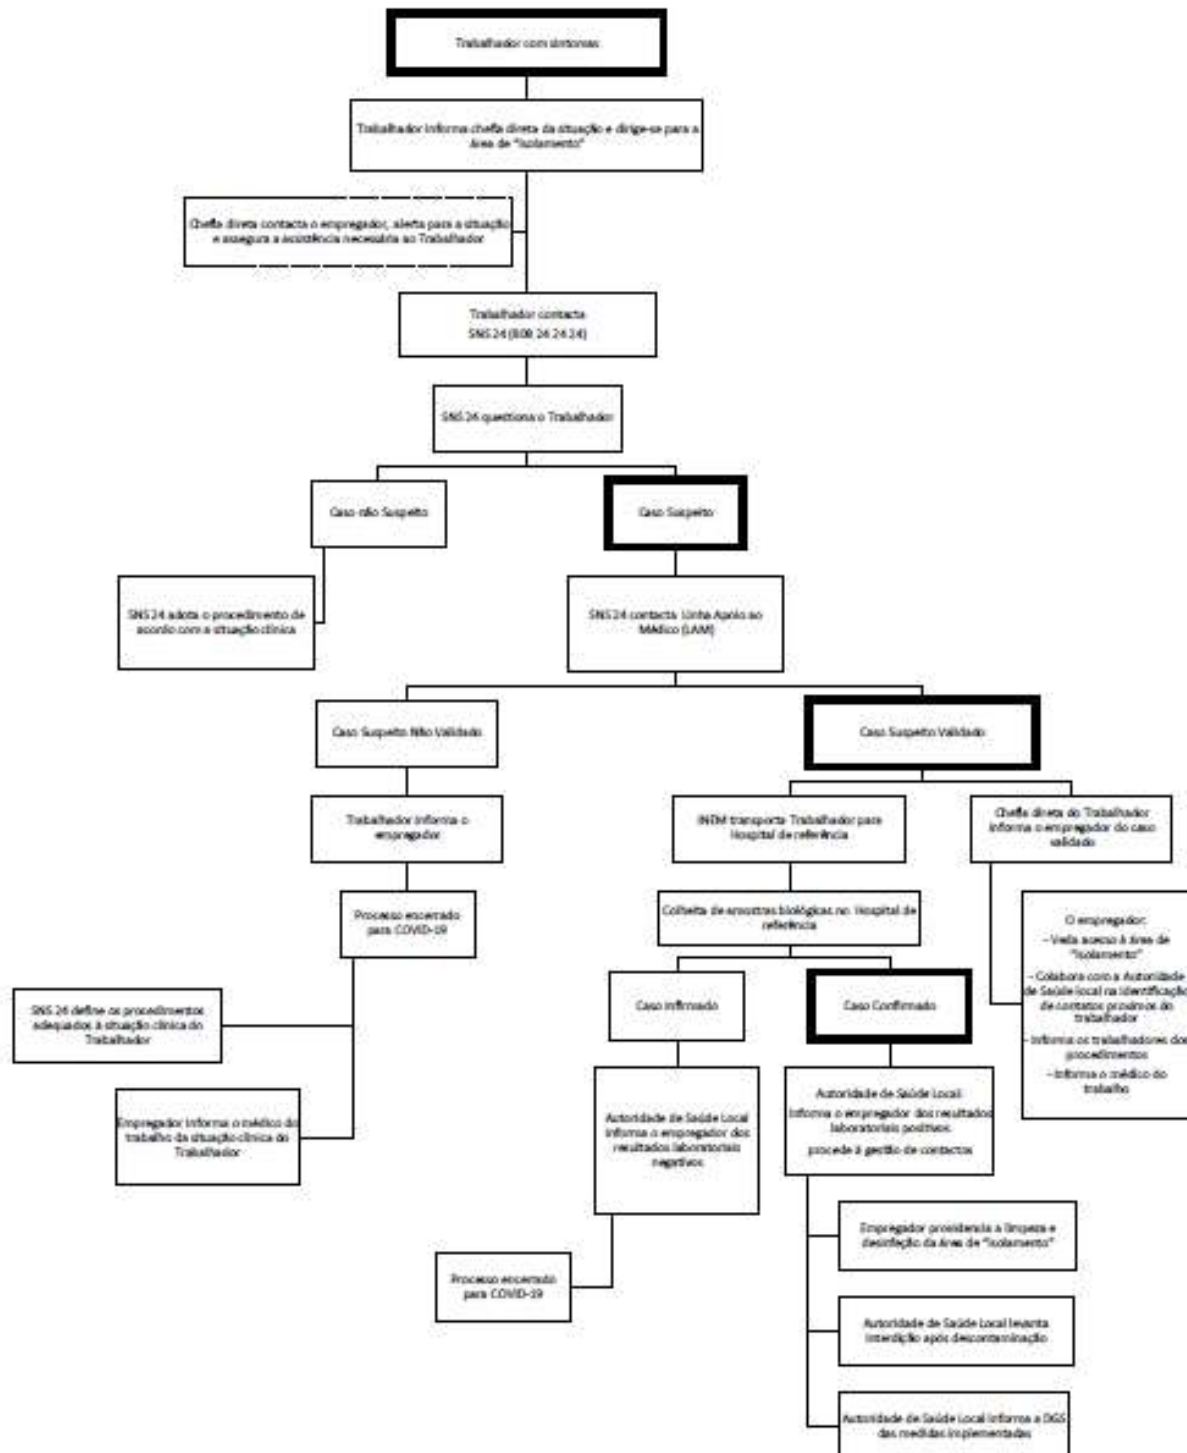 Trabalhador com sintomas
Trabalhador informa chefia direta da situação e dirige-se para a
área de "Isolamento"
Chefia direta contacta o empregador, alerta para a situação
e assegura a assistência necessária ao Trabalhador
Trabalhador contacta
SNS 24 (808 24 24 24)
SNS 24 questiona o Trabalhador
Caso não Suspeito
Caso Suspeito
SNS 24 adota o procedimento de
acordo com a situação clínica
SNS 24 contacta Linha Apoio ao
Médico (LAM)
Caso Suspeito Não Validado
Caso Suspeito Validado
Trabalhador informa o
empregador
INEM transporta Trabalhador para
Hospital de referência
Chefia direta do Trabalhador
informa o empregador do caso
validado
Processo encerrado
para COVID-19
Colheita de amostras biológicas no Hospital de
referência
O empregador:
– Veda acesso à área de
"Isolamento"
– Colabora com a Autoridade
de Saúde local na identificação
de contatos próximos do
trabalhador
– Informa os trabalhadores dos
procedimentos
– Informa o médico do
trabalho
SNS 24 define os procedimentos
adequados à situação clínica do
Trabalhador
Caso Infirmado
Caso Confirmado
Empregador informa o médico do
trabalho da situação clínica do
Trabalhador
Autoridade de Saúde Local
informa o empregador dos
resultados laboratoriais
negativos
Autoridade de Saúde Local:
informa o empregador dos resultados
laboratoriais positivos
procede à gestão de contactos
Processo encerrado
para COVID-19
Empregador providencia a limpeza e
desinfeção da área de "Isolamento"
Autoridade de Saúde Local levanta
interdição após descontaminação
Autoridade de Saúde Local informa a DGS
das medidas implementadas